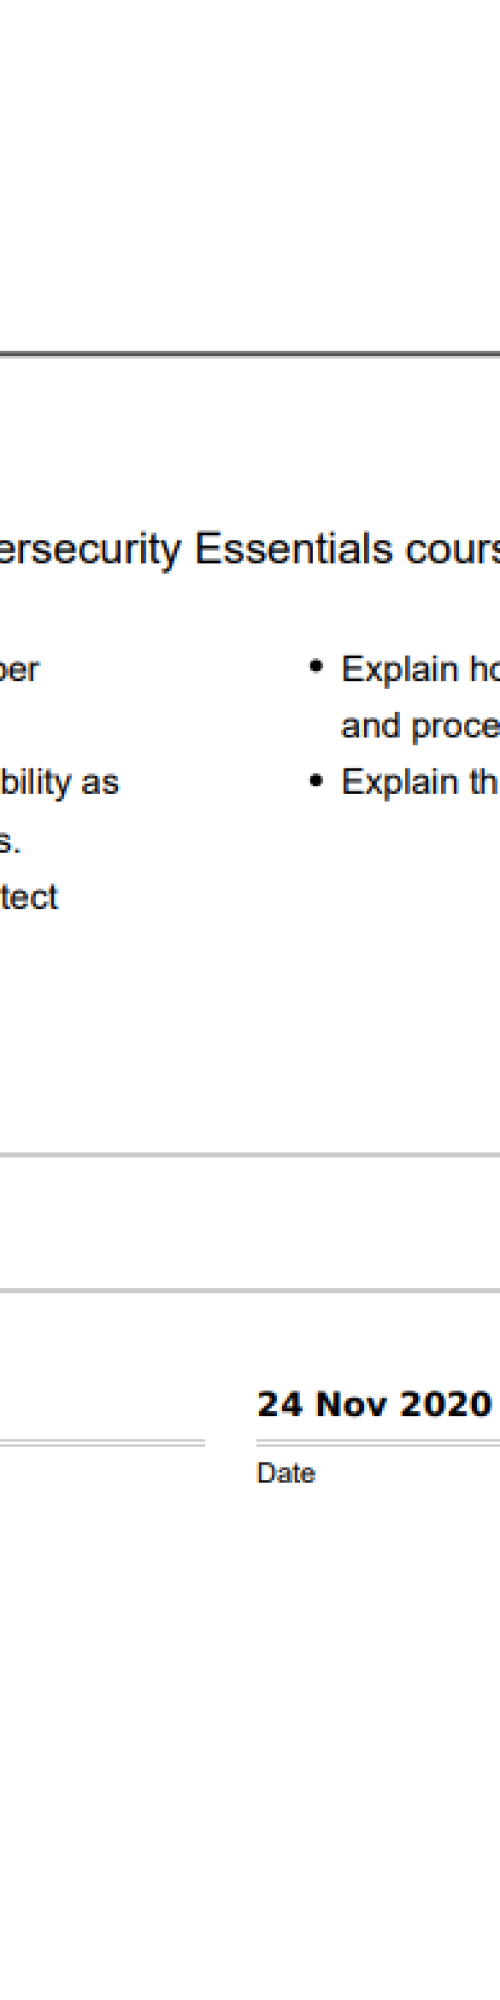 ersecurity Essentials cours
ber
bility as
s.
tect
• Explain ho
and proce
• Explain th
24 Nov 2020
Date